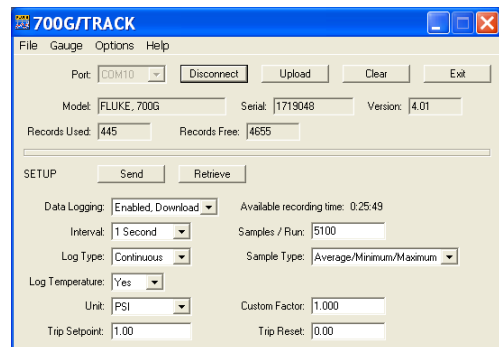 700G/TRACK
File Gauge Options Help
Port: COM10 Disconnect Upload Clear Exit
Model: FLUKE, 700G Serial: 1719048 Version: 4.01
Records Used: 445 Records Free: 4655
SETUP Send Retrieve
Data Logging: Enabled, Download Available recording time: 0:25:49
Interval: 1 Second Samples / Run: 5100
Log Type: Continuous Sample Type: Average/Minimum/Maximum
Log Temperature: Yes
Unit: PSI Custom Factor: 1.000
Trip Setpoint: 1.00 Trip Reset: 0.00